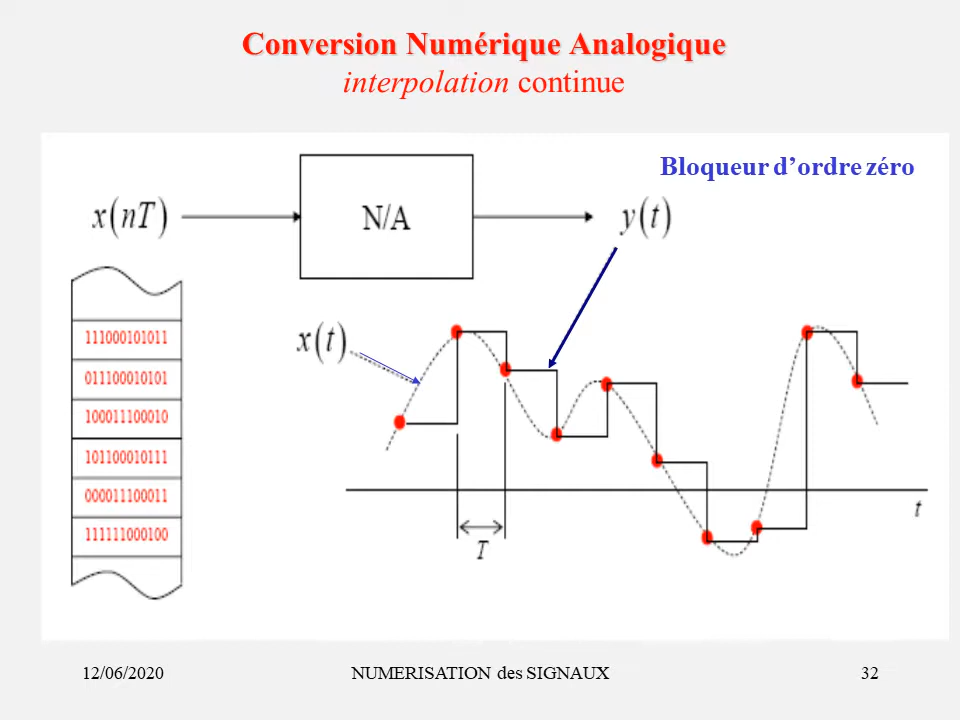 Conversion Numérique Analogique
interpolation continue
Bloqueur d’ordre zéro
x(nT)
N/A
y(t)
x(t)
111000101011
011100010101
100011100010
101100010111
000011100011
111111000100
t
T
12/06/2020
NUMERISATION des SIGNAUX
32